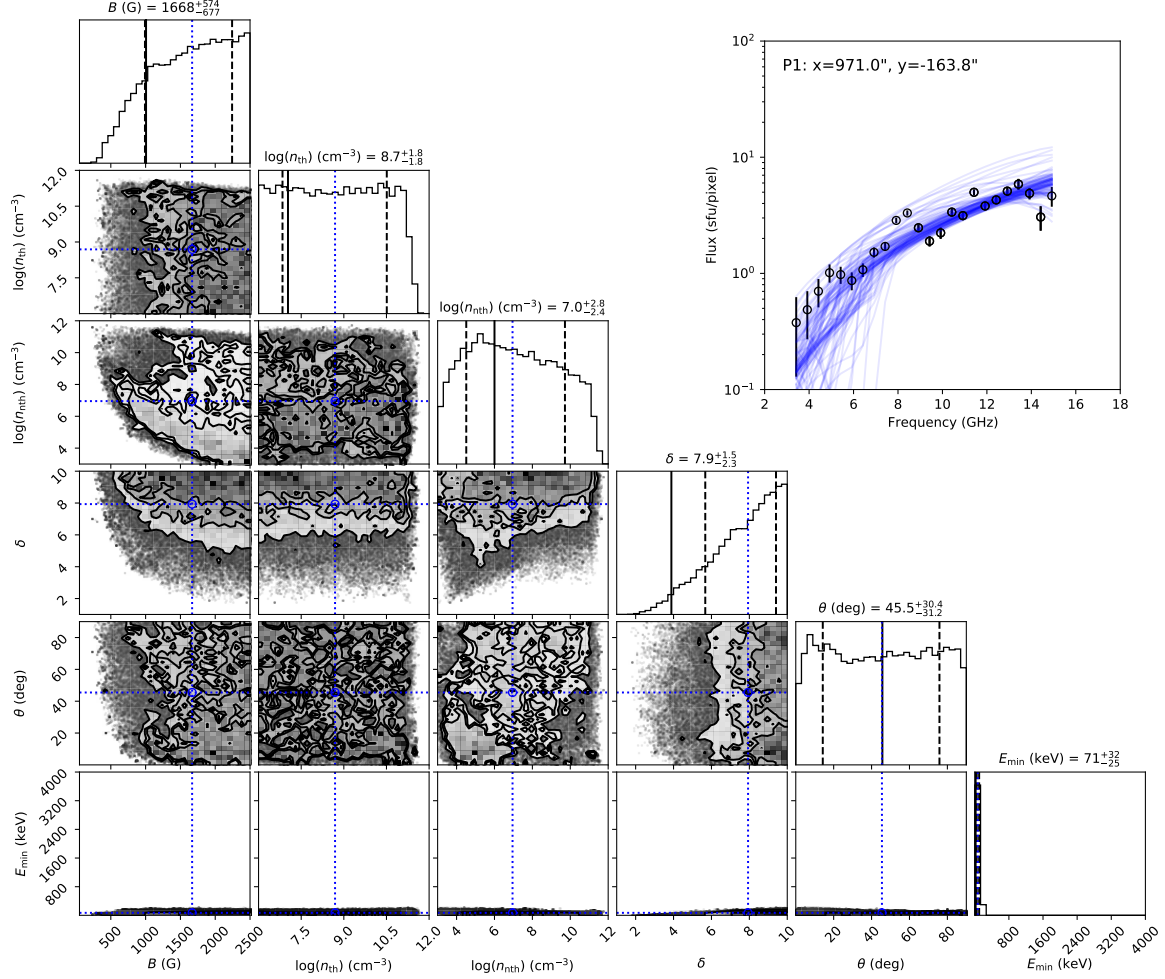 B (G) = 1668+574−677
log(nth) (cm−3) = 8.7+1.8−1.8
log(nnth) (cm−3) = 7.0+2.8−2.4
δ = 7.9+1.5−2.3
θ (deg) = 45.5+30.4−31.2
Emin (keV) = 71+32−25
P1: x=971.0", y=-163.8"
Flux (sfu/pixel)
10^2
10^1
10^0
10^−1
2 4 6 8 10 12 14 16 18
Frequency (GHz)
log(nth) (cm−3)
12.0
10.5
9.0
7.5
log(nnth) (cm−3)
12
10
8
6
4
δ
10
8
6
4
2
θ (deg)
80
60
40
20
Emin (keV)
4000
3200
2400
1600
800
500 1000 1500 2000 2500
B (G)
7.5 9.0 10.5 12.0
log(nth) (cm−3)
4 6 8 10 12
log(nnth) (cm−3)
2 4 6 8 10
δ
20 40 60 80
θ (deg)
800 1600 2400 3200 4000
Emin (keV)